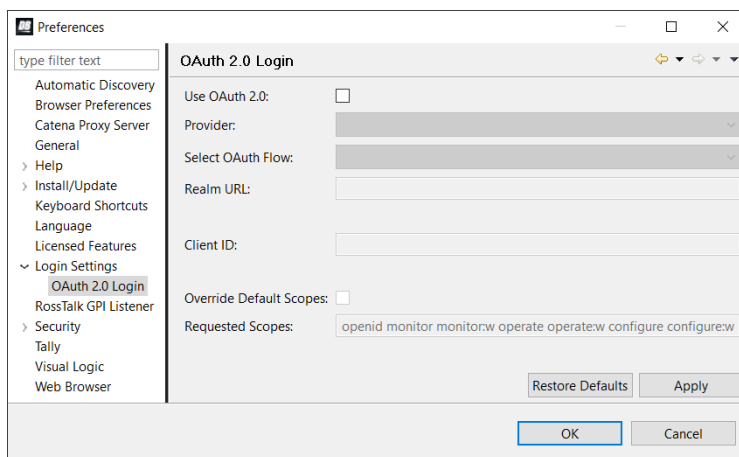 DB Preferences
type filter text
Automatic Discovery
Browser Preferences
Catena Proxy Server
General
Help
Install/Update
Keyboard Shortcuts
Language
Licensed Features
Login Settings
OAuth 2.0 Login
RossTalk GPI Listener
Security
Tally
Visual Logic
Web Browser
OAuth 2.0 Login
Use OAuth 2.0:
Provider:
Select OAuth Flow:
Realm URL:
Client ID:
Override Default Scopes:
Requested Scopes: openid monitor monitor:w operate operate:w configure configure:w
Restore Defaults Apply
OK Cancel